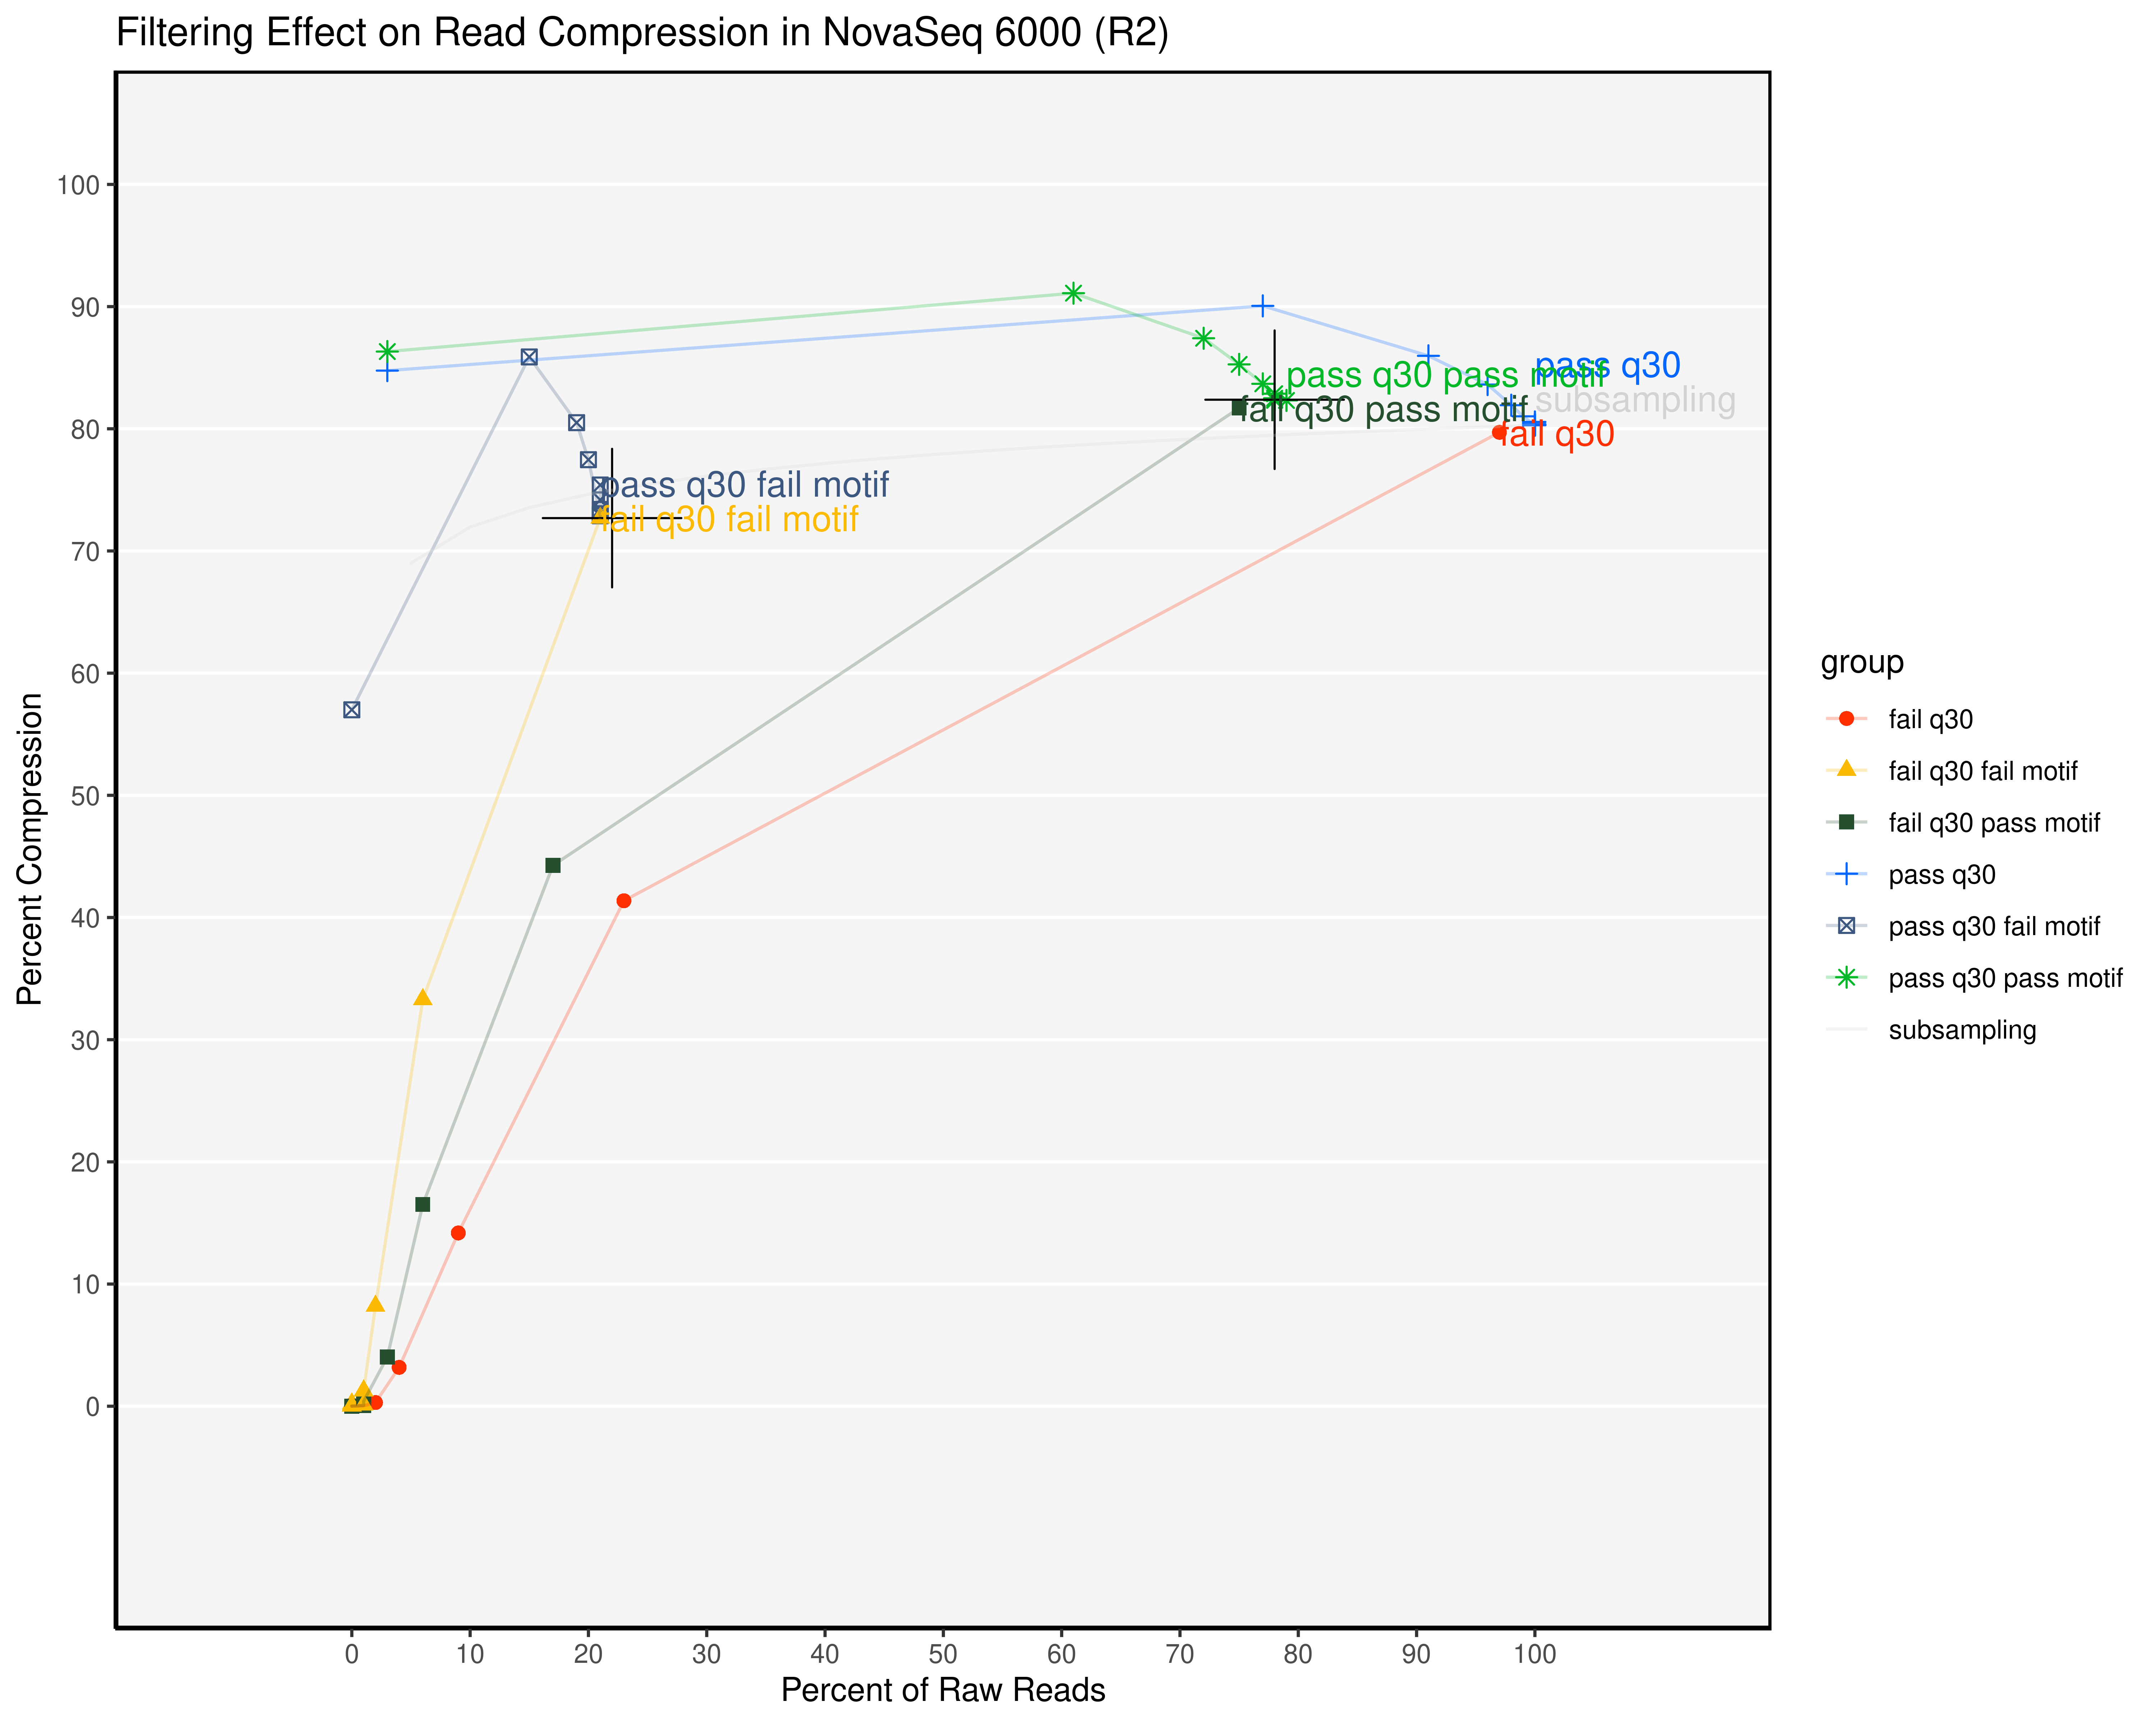 Filtering Effect on Read Compression in NovaSeq 6000 (R2)
Percent Compression
100
90
80
70
60
50
40
30
20
10
0
pass q30
pass q30 pass motif
subsampling
fail q30 pass motif
fail q30
pass q30 fail motif
fail q30 fail motif
0 10 20 30 40 50 60 70 80 90 100
Percent of Raw Reads
group
fail q30
fail q30 fail motif
fail q30 pass motif
pass q30
pass q30 fail motif
pass q30 pass motif
subsampling